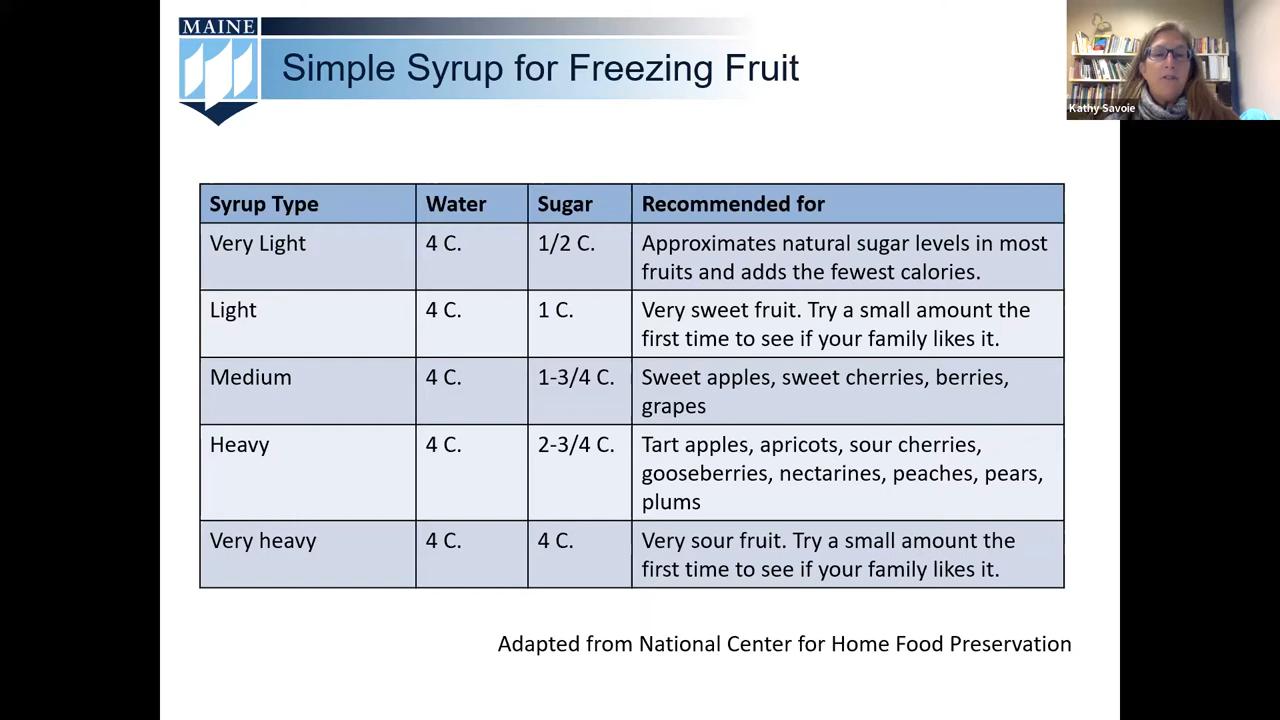 MAINE
Simple Syrup for Freezing Fruit
Kathy Savoie
Syrup Type Water Sugar Recommended for
Very Light 4 C. 1/2 C. Approximates natural sugar levels in most
fruits and adds the fewest calories.
Light 4 C. 1 C. Very sweet fruit. Try a small amount the
first time to see if your family likes it.
Medium 4 C. 1-3/4 C. Sweet apples, sweet cherries, berries,
grapes
Heavy 4 C. 2-3/4 C. Tart apples, apricots, sour cherries,
gooseberries, nectarines, peaches, pears,
plums
Very heavy 4 C. 4 C. Very sour fruit. Try a small amount the
first time to see if your family likes it.
Adapted from National Center for Home Food Preservation